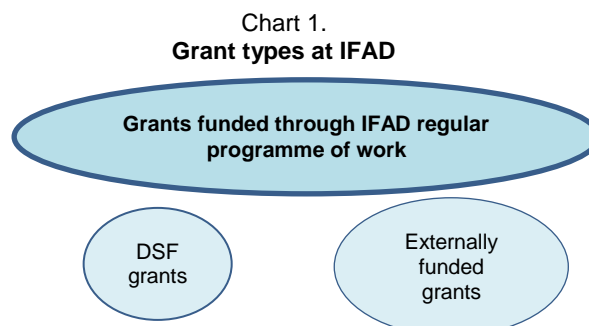 Chart 1.
Grant types at IFAD
Grants funded through IFAD regular
programme of work
DSF
grants
Externally
funded
grants